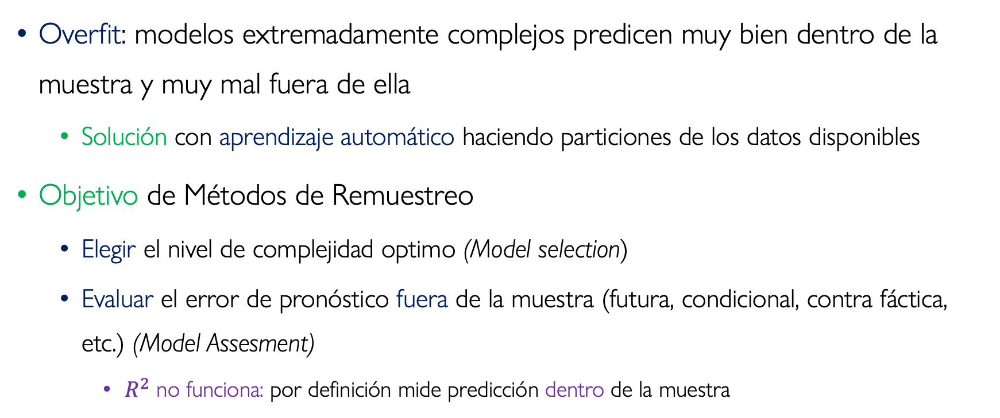 • Overfit: modelos extremadamente complejos predicen muy bien dentro de la
muestra y muy mal fuera de ella
• Solución con aprendizaje automático haciendo particiones de los datos disponibles
• Objetivo de Métodos de Remuestreo
• Elegir el nivel de complejidad optimo (Model selection)
• Evaluar el error de pronóstico fuera de la muestra (futura, condicional, contra fáctica,
etc.) (Model Assesment)
• R² no funciona: por definición mide predicción dentro de la muestra